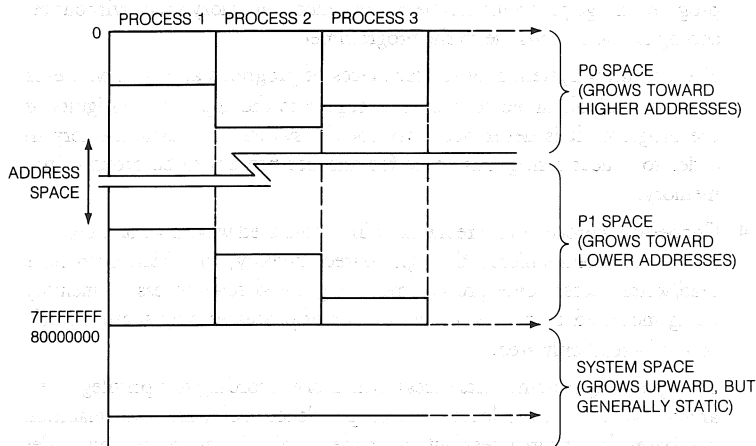 PROCESS 1 PROCESS 2 PROCESS 3
0
P0 SPACE
(GROWS TOWARD
HIGHER ADDRESSES)
ADDRESS
SPACE
P1 SPACE
(GROWS TOWARD
LOWER ADDRESSES)
7FFFFFFF
80000000
SYSTEM SPACE
(GROWS UPWARD, BUT
GENERALLY STATIC)